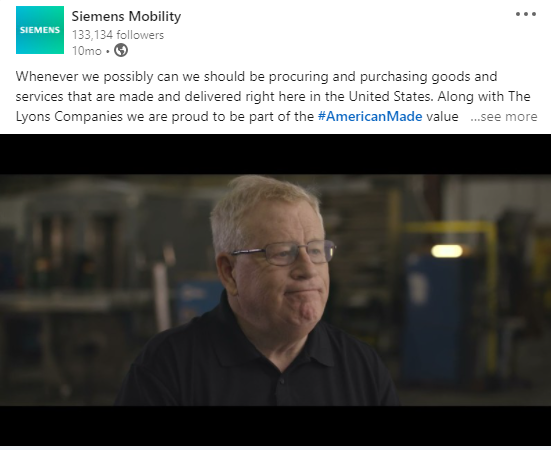 SIEMENS
Siemens Mobility
133,134 followers
10mo •
Whenever we possibly can we should be procuring and purchasing goods and
services that are made and delivered right here in the United States. Along with The
Lyons Companies we are proud to be part of the #AmericanMade value ...see more